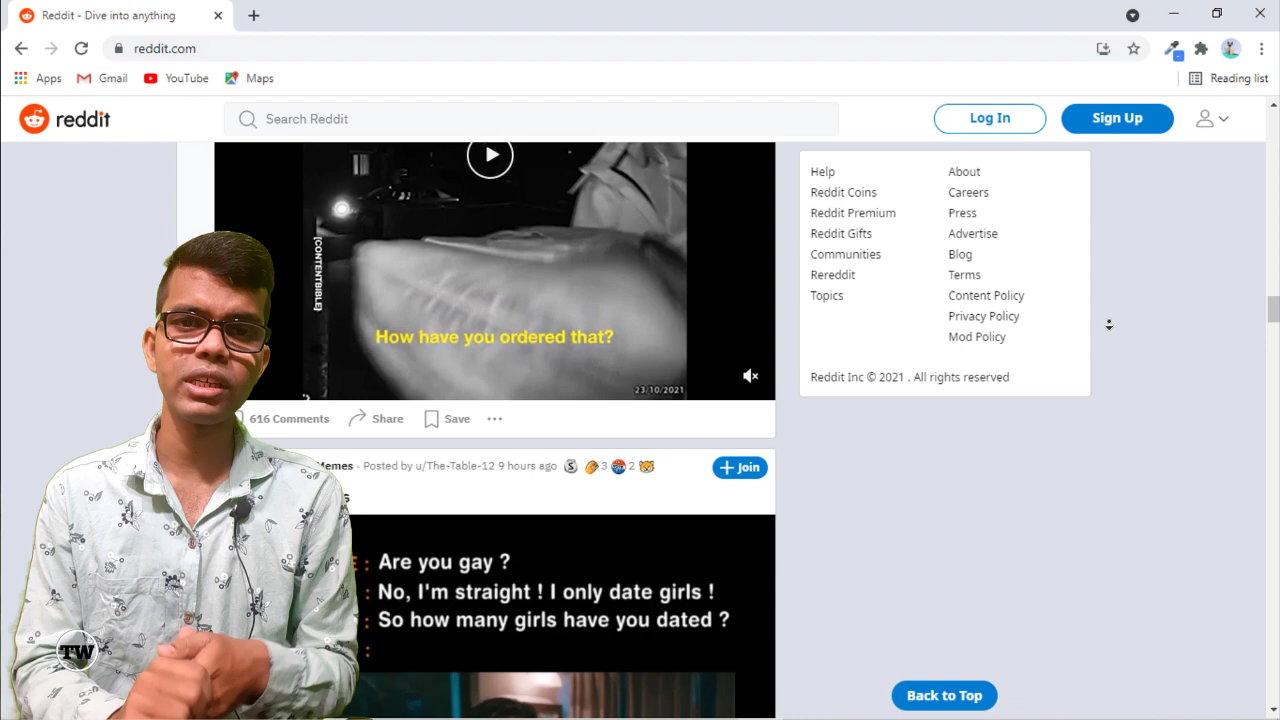 Reddit - Dive into anything
reddit.com
Apps
Gmail
YouTube
Maps
Reading list
reddit
Search Reddit
Log In
Sign Up
[CONTENTBIBLE]
How have you ordered that?
23/10/2021
616 Comments
Share
Save
Help
Reddit Coins
Reddit Premium
Reddit Gifts
Communities
Rereddit
Topics
About
Careers
Press
Advertise
Blog
Terms
Content Policy
Privacy Policy
Mod Policy
Reddit Inc © 2021 . All rights reserved
Memes · Posted by u/The-Table-12 9 hours ago 3 2
Join
s
: Are you gay ?
: No, I'm straight ! I only date girls !
: So how many girls have you dated ?
:
TW
Back to Top